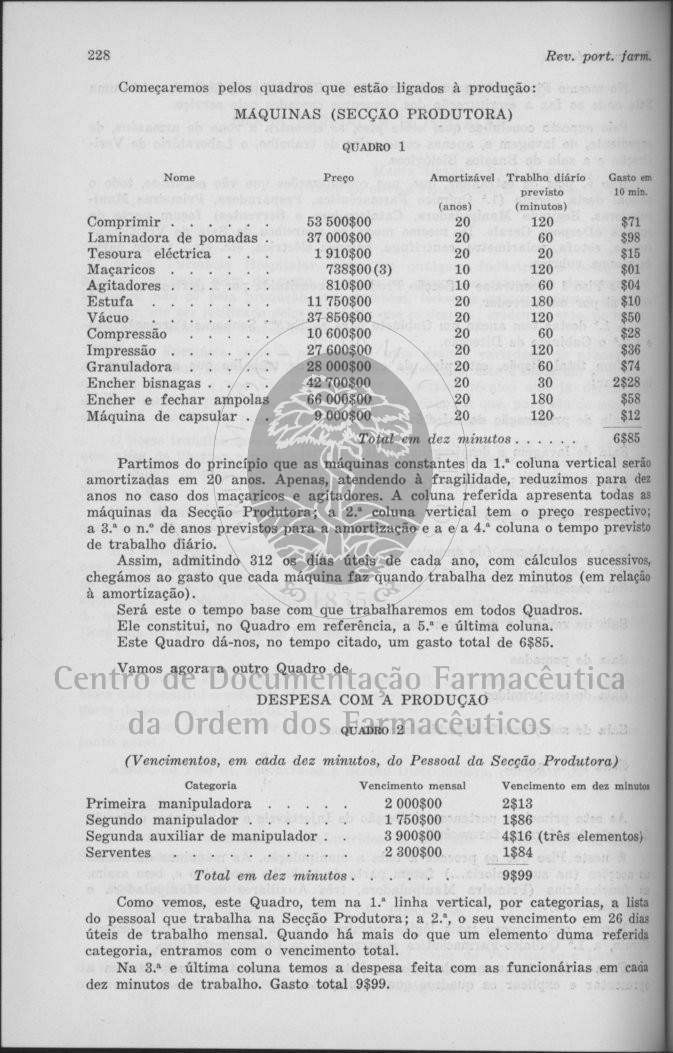 228
Rev. port. farm.
Começaremos pelos quadros que estão ligados à produção:
MÁQUINAS (SECÇÃO PRODUTORA)
QUADRO 1
Nome Preço Amortizável Trablho diário Gasto em
previsto 10 min.
(anos) (minutos)
Comprimir . . . . . . 53 500$00 20 120 $71
Laminadora de pomadas . 37 000$00 20 60 $98
Tesoura eléctrica . . . 1 910$00 20 20 $15
Maçaricos . . . . . . 738$00 (3) 10 120 $01
Agitadores . . . . . . 810$00 10 60 $04
Estufa . . . . . . . 11 750$00 20 180 $10
Vácuo . . . . . . . 37 850$00 20 120 $50
Compressão . . . . . 10 600$00 20 60 $28
Impressão . . . . . . 27 600$00 20 120 $36
Granuladora . . . . . 28 000$00 20 60 $74
Encher bisnagas . . . . 42 700$00 20 30 2$28
Encher e fechar ampolas 66 000$00 20 180 $58
Máquina de capsular . . 9 000$00 20 120 $12
Total em dez minutos . . . . . . 6$85
Partimos do princípio que as máquinas constantes da 1.ª coluna vertical serão
amortizadas em 20 anos. Apenas, atendendo à fragilidade, reduzimos para dez
anos no caso dos maçaricos e agitadores. A coluna referida apresenta todas as
máquinas da Secção Produtora; a 2.ª coluna vertical tem o preço respectivo;
a 3.ª o n.º de anos previstos para a amortização e a e a 4.ª coluna o tempo previsto
de trabalho diário.
Assim, admitindo 312 os dias úteis de cada ano, com cálculos sucessivos,
chegámos ao gasto que cada máquina faz quando trabalha dez minutos (em relação
à amortização).
Será este o tempo base com que trabalharemos em todos Quadros.
Ele constitui, no Quadro em referência, a 5.ª e última coluna.
Este Quadro dá-nos, no tempo citado, um gasto total de 6$85.
Vamos agora a outro Quadro de
Centro de Documentação Farmacêutica
da Ordem dos Farmacêuticos
1835
DESPESA COM A PRODUÇÃO
QUADRO 2
(Vencimentos, em cada dez minutos, do Pessoal da Secção Produtora)
Categoria Vencimento mensal Vencimento em dez minutos
Primeira manipuladora . . . . . 2 000$00 2$13
Segundo manipulador . . . . . . 1 750$00 1$86
Segunda auxiliar de manipulador . . 3 900$00 4$16 (três elementos)
Serventes . . . . . . . . . . 2 300$00 1$84
Total em dez minutos . . . . . . . . 9$99
Como vemos, este Quadro, tem na 1.ª linha vertical, por categorias, a lista
do pessoal que trabalha na Secção Produtora; a 2.ª, o seu vencimento em 26 dias
úteis de trabalho mensal. Quando há mais do que um elemento duma referida
categoria, entramos com o vencimento total.
Na 3.ª e última coluna temos a despesa feita com as funcionárias em cada
dez minutos de trabalho. Gasto total 9$99.